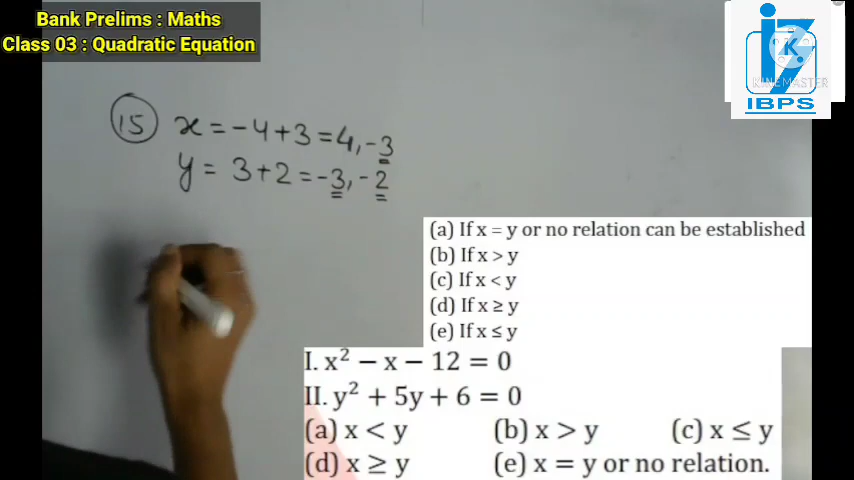 Bank Prelims : Maths
Class 03 : Quadratic Equation
K
KINEMASTER
IBPS
15 x = -4+3 = 4, -3
y = 3+2 = -3, -2
(a) If x = y or no relation can be established
(b) If x > y
(c) If x < y
(d) If x ≥ y
(e) If x ≤ y
I. x² − x − 12 = 0
II. y² + 5y + 6 = 0
(a) x < y (b) x > y (c) x ≤ y
(d) x ≥ y (e) x = y or no relation.